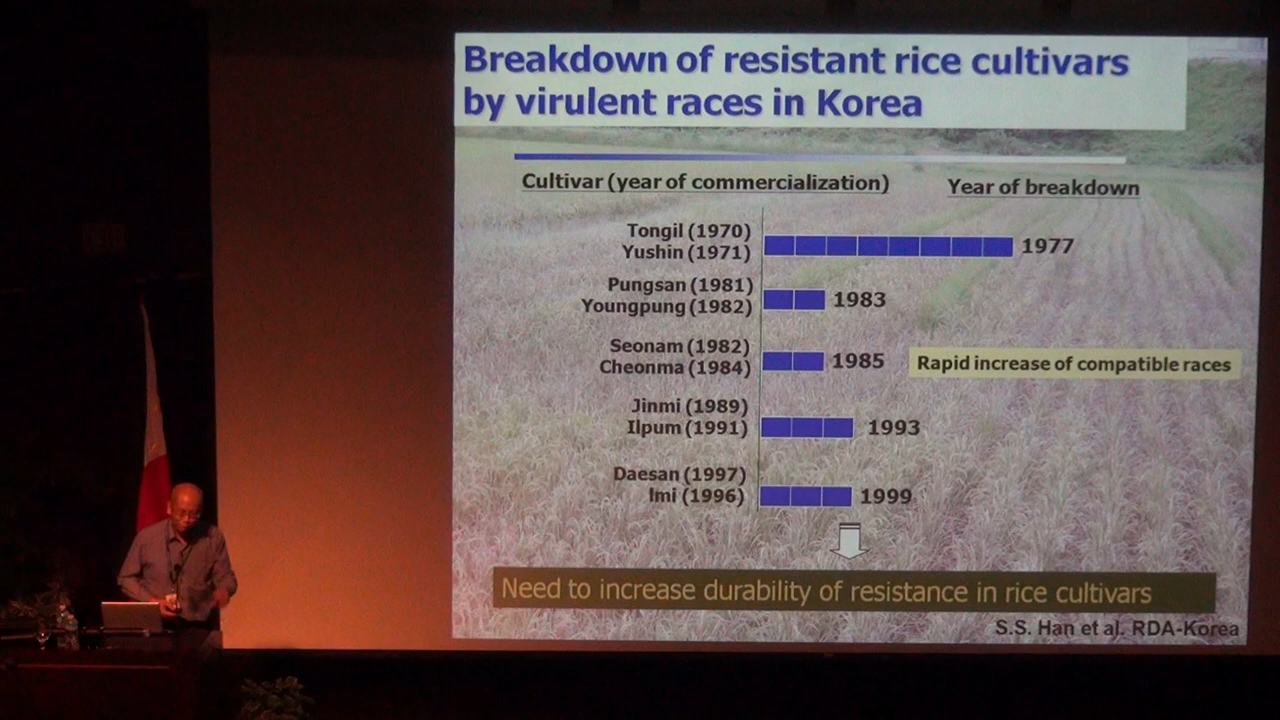 Breakdown of resistant rice cultivars
by virulent races in Korea
Cultivar (year of commercialization)
Year of breakdown
Tongil (1970)
Yushin (1971)
1977
Pungsan (1981)
Youngpung (1982)
1983
Seonam (1982)
Cheonma (1984)
1985
Rapid increase of compatible races
Jinmi (1989)
Ilpum (1991)
1993
Daesan (1997)
Imi (1996)
1999
Need to increase durability of resistance in rice cultivars
S.S. Han et al. RDA-Korea